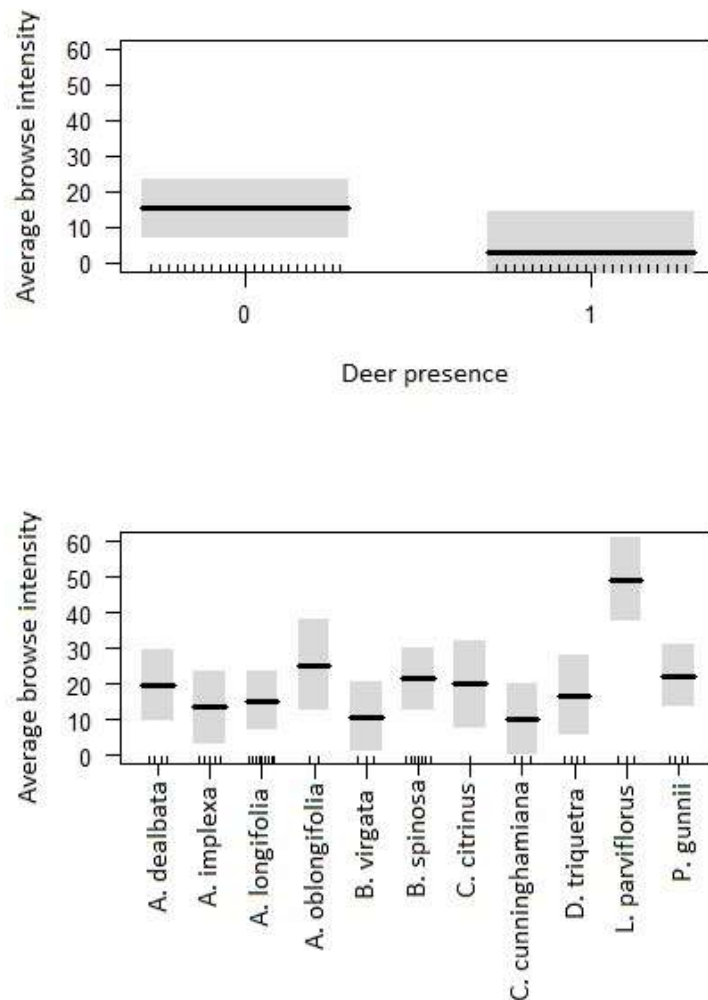 Average browse intensity
60
50
40
30
20
10
0
0 1
Deer presence
Average browse intensity
60
50
40
30
20
10
0
A. dealbata
A. implexa
A. longifolia
A. oblongifolia
B. virgata
B. spinosa
C. citrinus
C. cunninghamiana
D. triquetra
L. parviflorus
P. gunnii